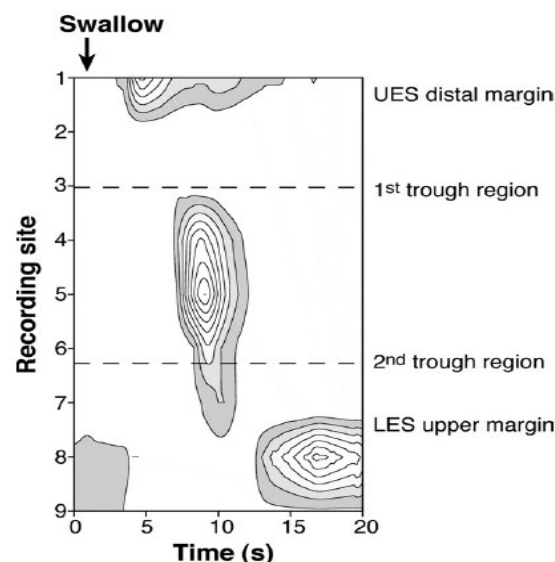 Swallow
1
UES distal margin
2
3
1st trough region
4
5
6
2nd trough region
7
LES upper margin
8
9
0 5 10 15 20
Recording site
Time (s)